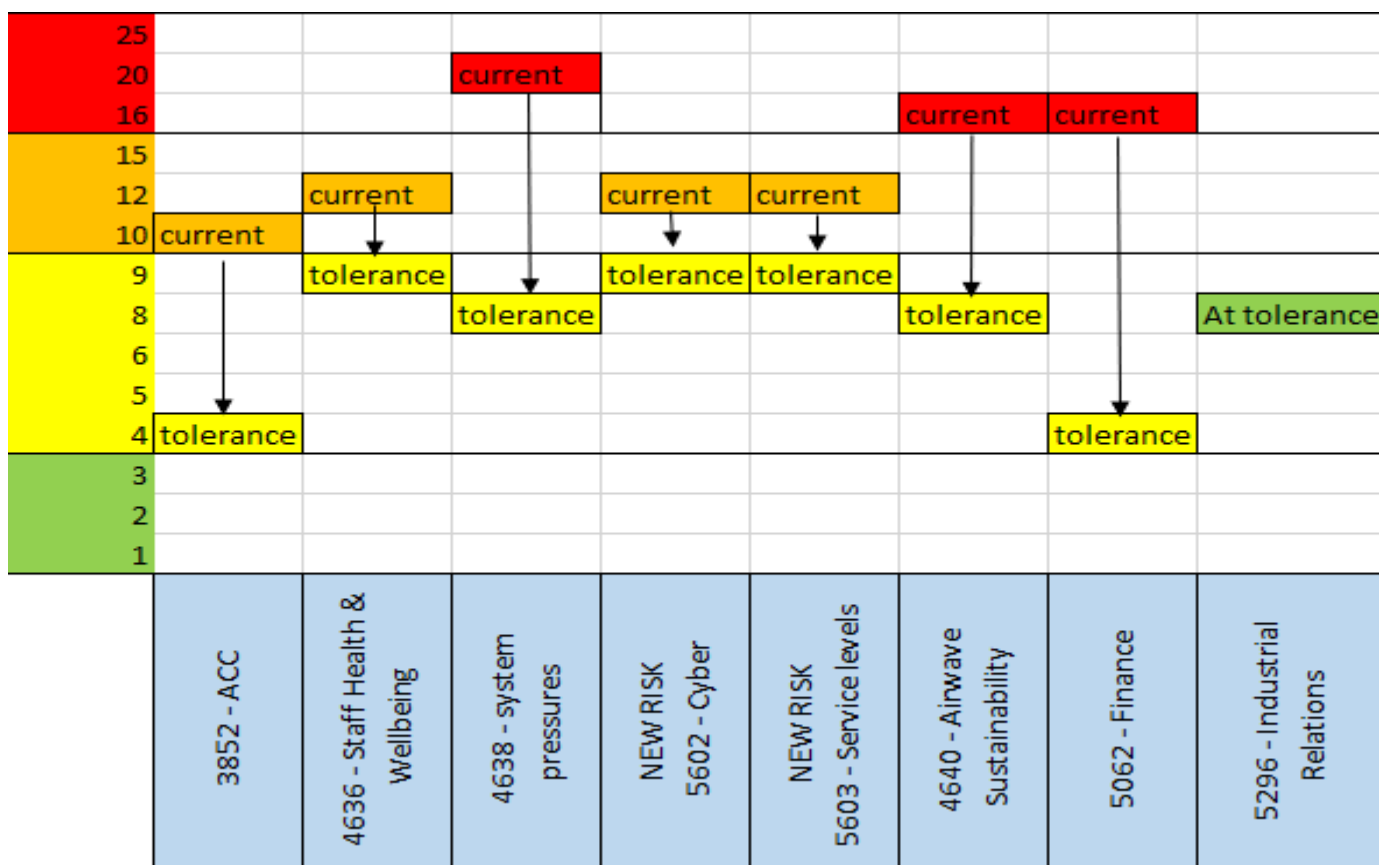 25
20 current
16 current current
15
12 current current current
10 current
9 tolerance tolerance tolerance
8 tolerance tolerance At tolerance
6
5
4 tolerance tolerance
3
2
1
3852 - ACC
4636 - Staff Health &
Wellbeing
4638 - system
pressures
NEW RISK
5602 - Cyber
NEW RISK
5603 - Service levels
4640 - Airwave
Sustainability
5062 - Finance
5296 - Industrial
Relations